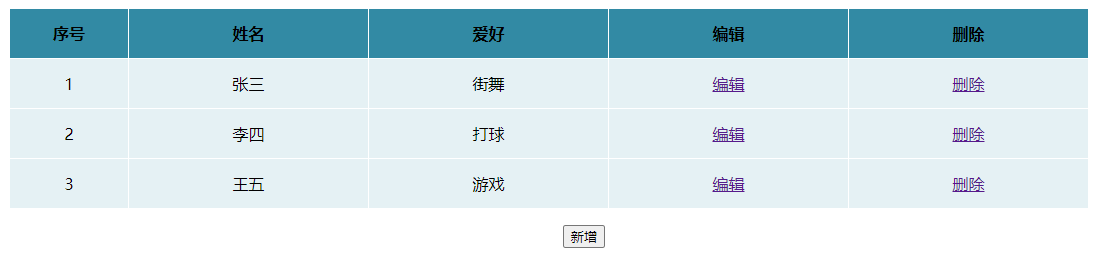 序号 姓名 爱好 编辑 删除
1 张三 街舞 编辑 删除
2 李四 打球 编辑 删除
3 王五 游戏 编辑 删除
新增